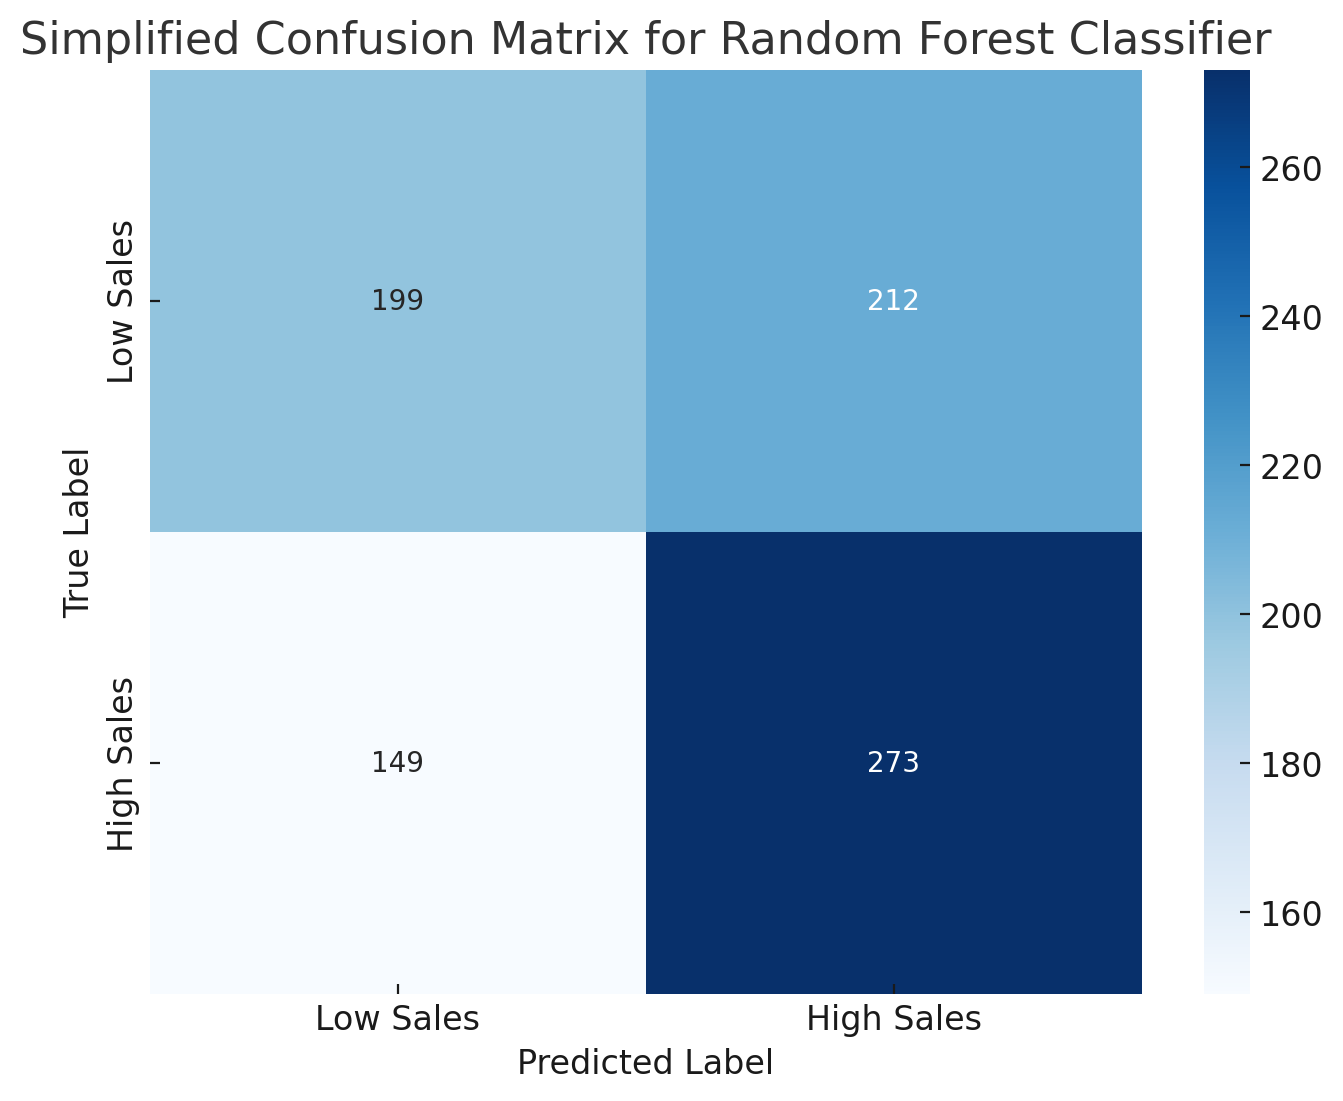 Simplified Confusion Matrix for Random Forest Classifier
True Label
Low Sales
High Sales
199
212
149
273
Low Sales
High Sales
Predicted Label
260
240
220
200
180
160